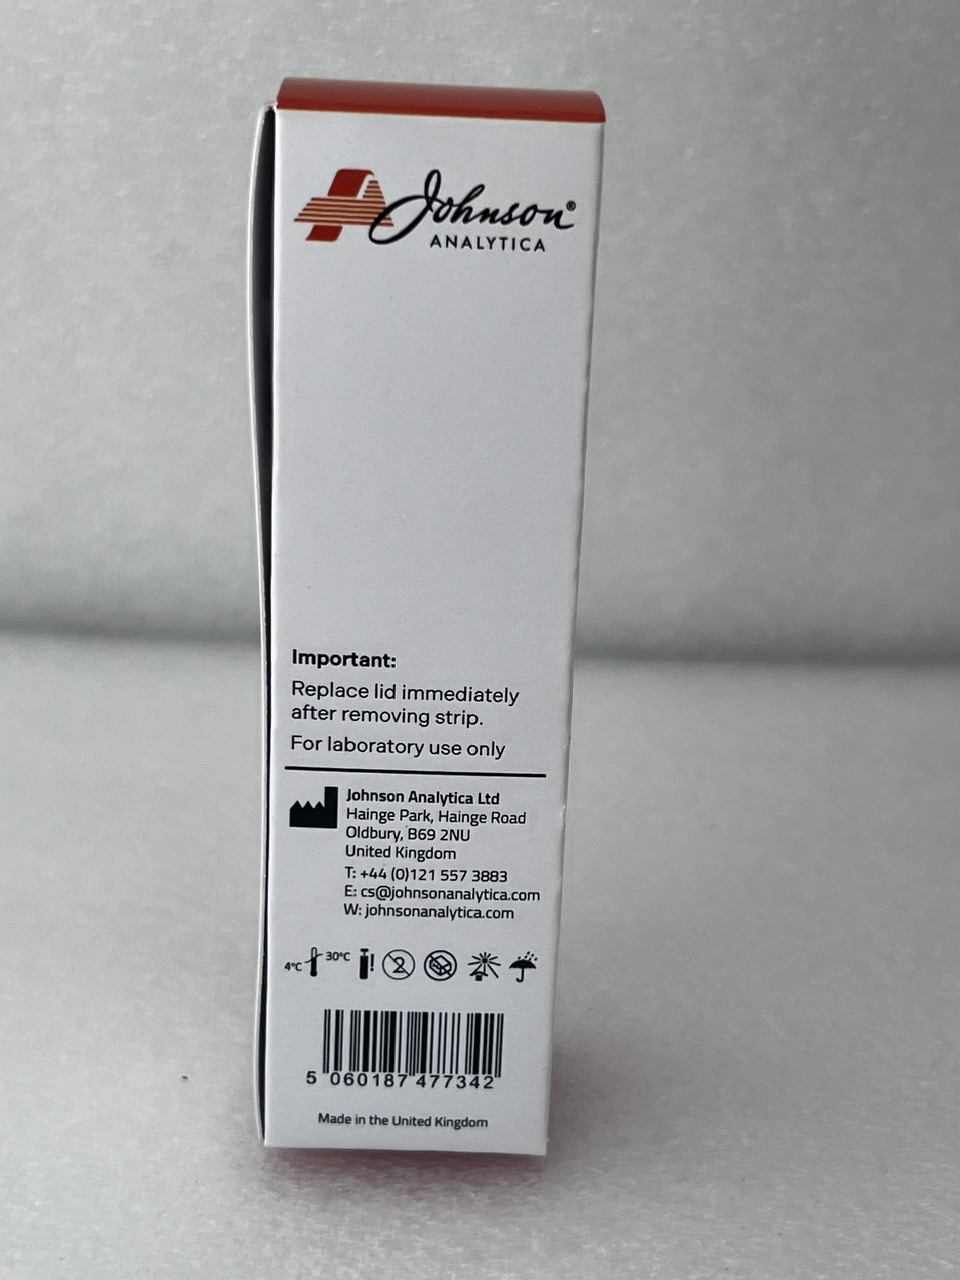 Johnson®
ANALYTICA
Important:
Replace lid immediately
after removing strip.
For laboratory use only
Johnson Analytica Ltd
Hainge Park, Hainge Road
Oldbury, B69 2NU
United Kingdom
T: +44 (0)121 557 3883
E: cs@johnsonanalytica.com
W: johnsonanalytica.com
4°C 30°C ! 2
5 060187 477342
Made in the United Kingdom